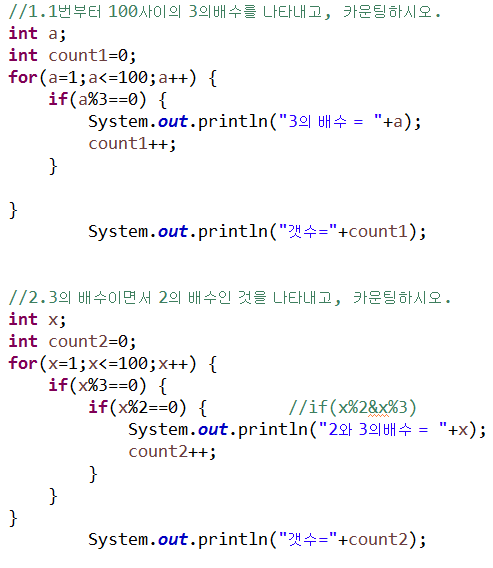 //1.1번부터 100사이의 3의배수를 나타내고, 카운팅하시오.
int a;
int count1=0;
for(a=1;a<=100;a++) {
    if(a%3==0) {
        System.out.println("3의 배수 = "+a);
        count1++;
    }
}
        System.out.println("갯수="+count1);
//2.3의 배수이면서 2의 배수인 것을 나타내고, 카운팅하시오.
int x;
int count2=0;
for(x=1;x<=100;x++) {
    if(x%3==0) {
        if(x%2==0) {        //if(x%2&x%3)
            System.out.println("2와 3의배수 = "+x);
            count2++;
        }
    }
}
        System.out.println("갯수="+count2);